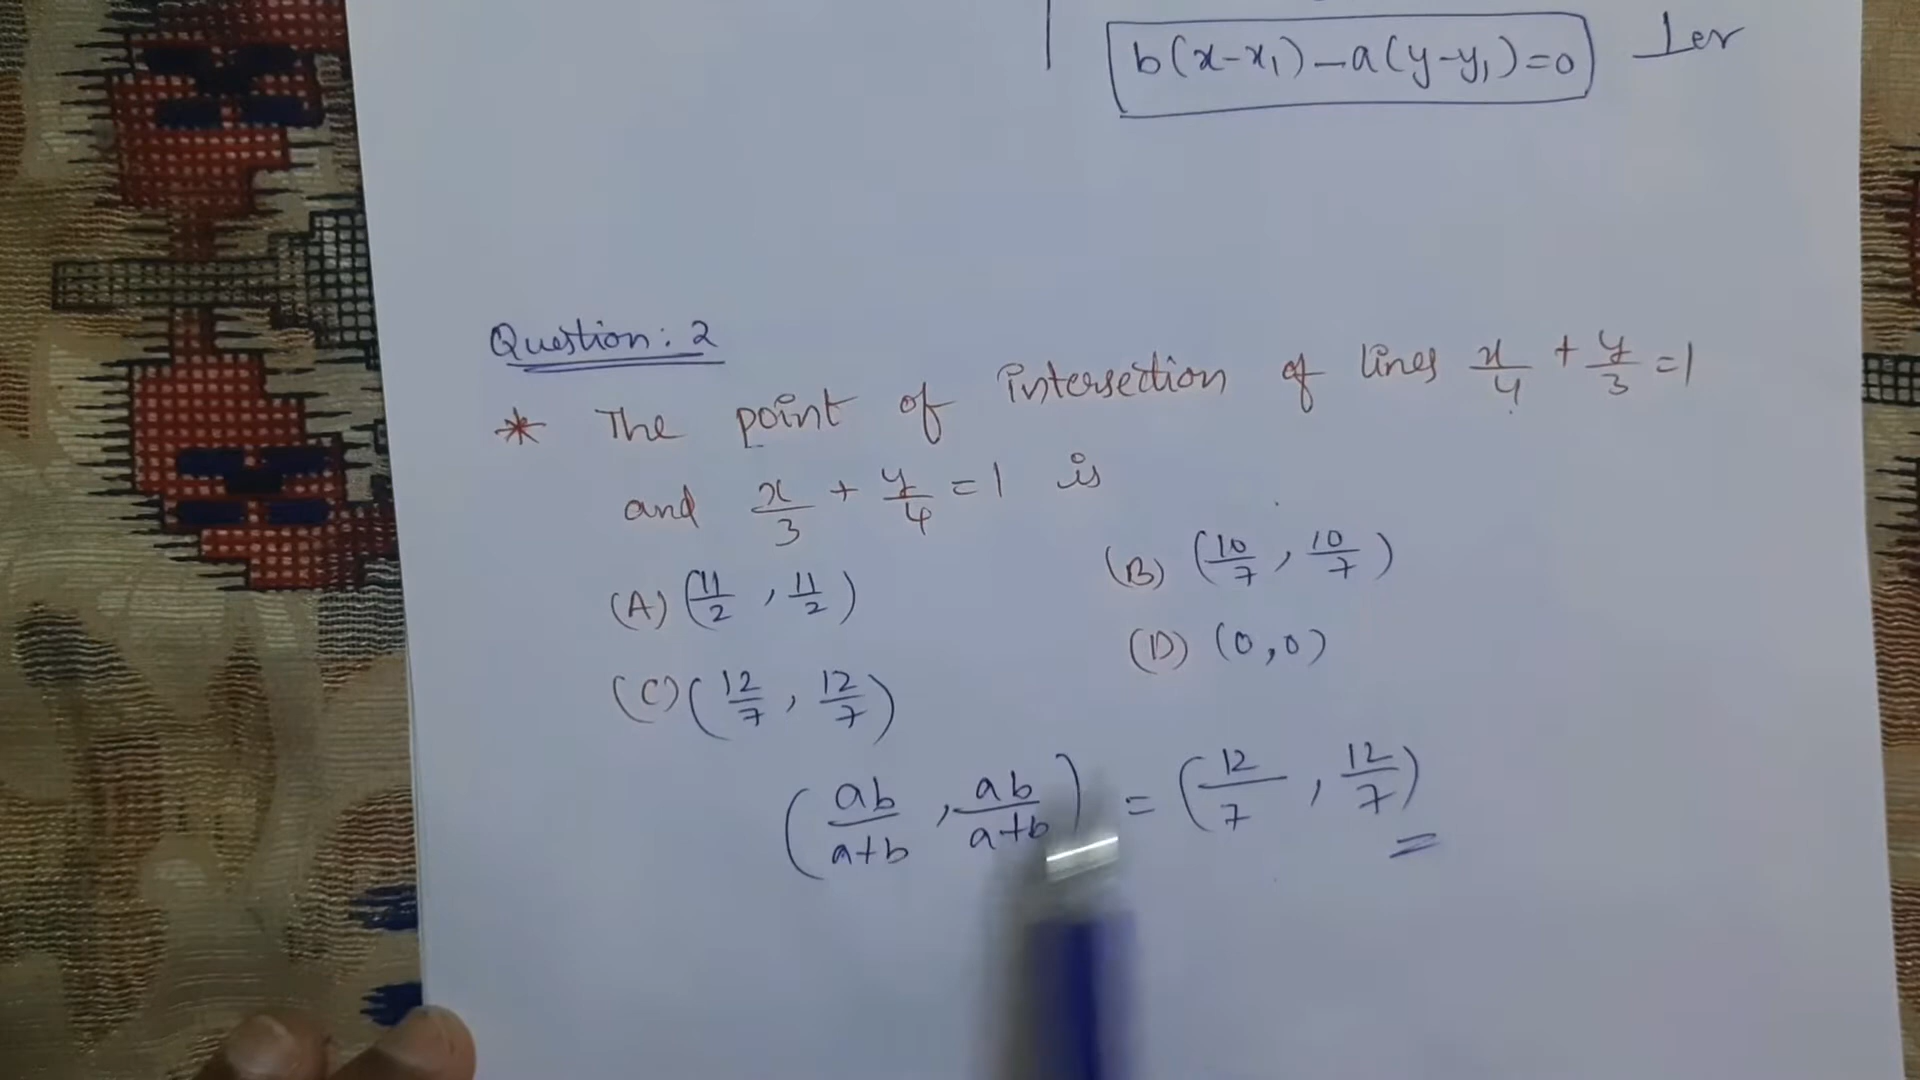 b(x-x₁)-a(y-y₁)=0 ⊥er
Question: 2
* The point of intersection of lines x/4 + y/3 = 1
and x/3 + y/4 = 1 is
(A) (11/2, 11/2) (B) (10/7, 10/7)
(C) (12/7, 12/7) (D) (0,0)
(ab/a+b, ab/a+b) = (12/7, 12/7)